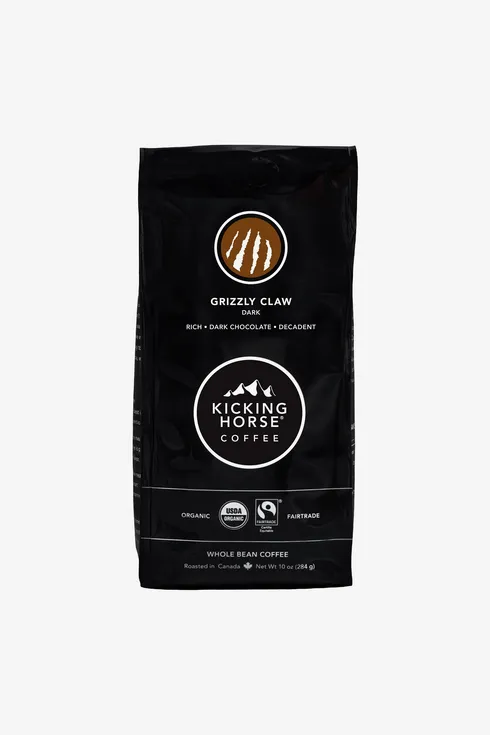 GRIZZLY CLAW
DARK
RICH • DARK CHOCOLATE • DECADENT
KICKING
HORSE®
COFFEE
ORGANIC USDA ORGANIC FAIRTRADE ® FAIRTRADE
WHOLE BEAN COFFEE
Roasted in Canada Net Wt 10 oz (284 g)